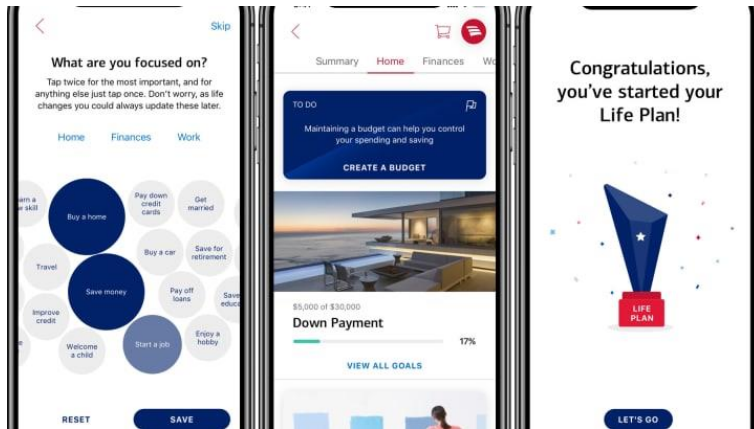 Skip
What are you focused on?
Tap twice for the most important, and for
anything else just tap once. Don't worry, as life
changes you could always update these later.
Home Finances Work
Buy a home
Pay down
credit
cards
Get
married
Travel
Save money
Buy a car
Save for
retirement
Pay off
loans
Save
Improve
credit
Welcome
a child
Start a job
Enjoy a
hobby
RESET SAVE
Summary Home Finances
TO DO
Maintaining a budget can help you control
your spending and saving
CREATE A BUDGET
$5,000 of $30,000
Down Payment
17%
VIEW ALL GOALS
Congratulations,
you've started your
Life Plan!
LIFE
PLAN
LET'S GO